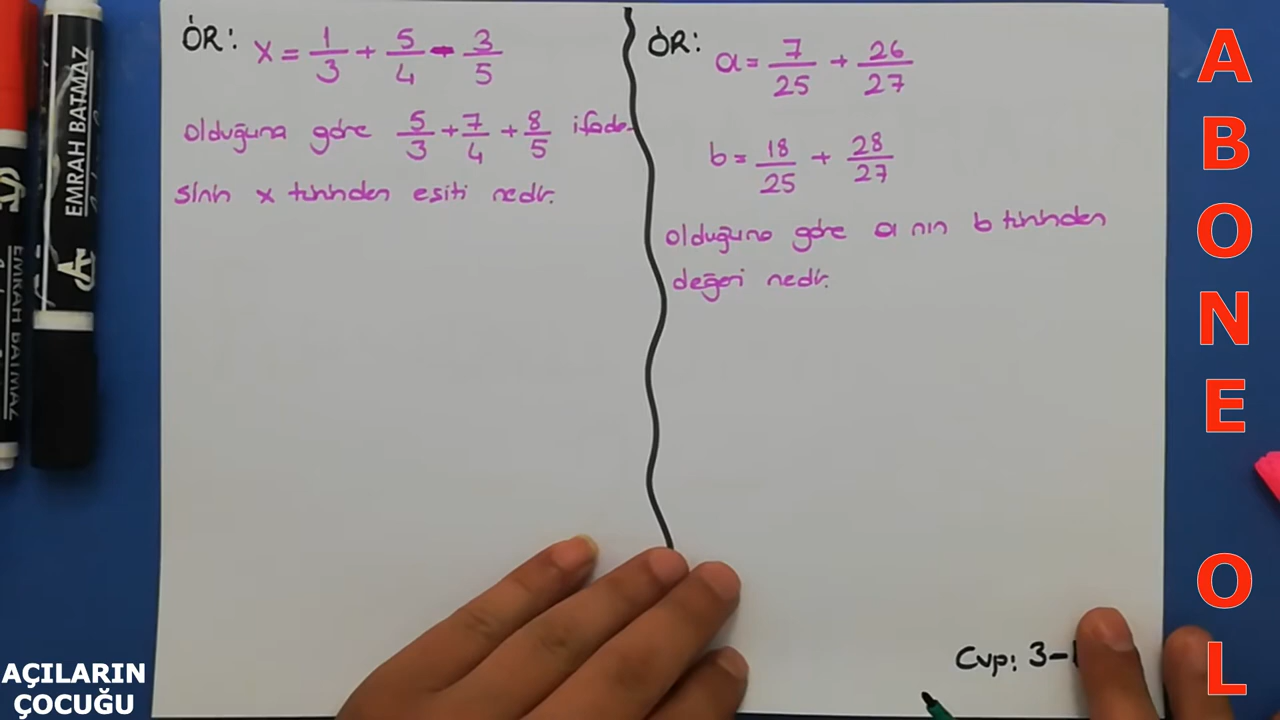 ÖR: x = 1/3 + 5/4 - 3/5
Olduğuna göre 5/3 + 7/4 + 8/5 ifade-
sinin x türünden eşiti nedir.
ÖR: a = 7/25 + 26/27
b = 18/25 + 28/27
olduğuna göre a nın b türünden
değeri nedir.
Cvp: 3-
EMRAH BATMAZ
EMRAH BATMAZ
ABONE OL
AÇILARIN
ÇOCUĞU